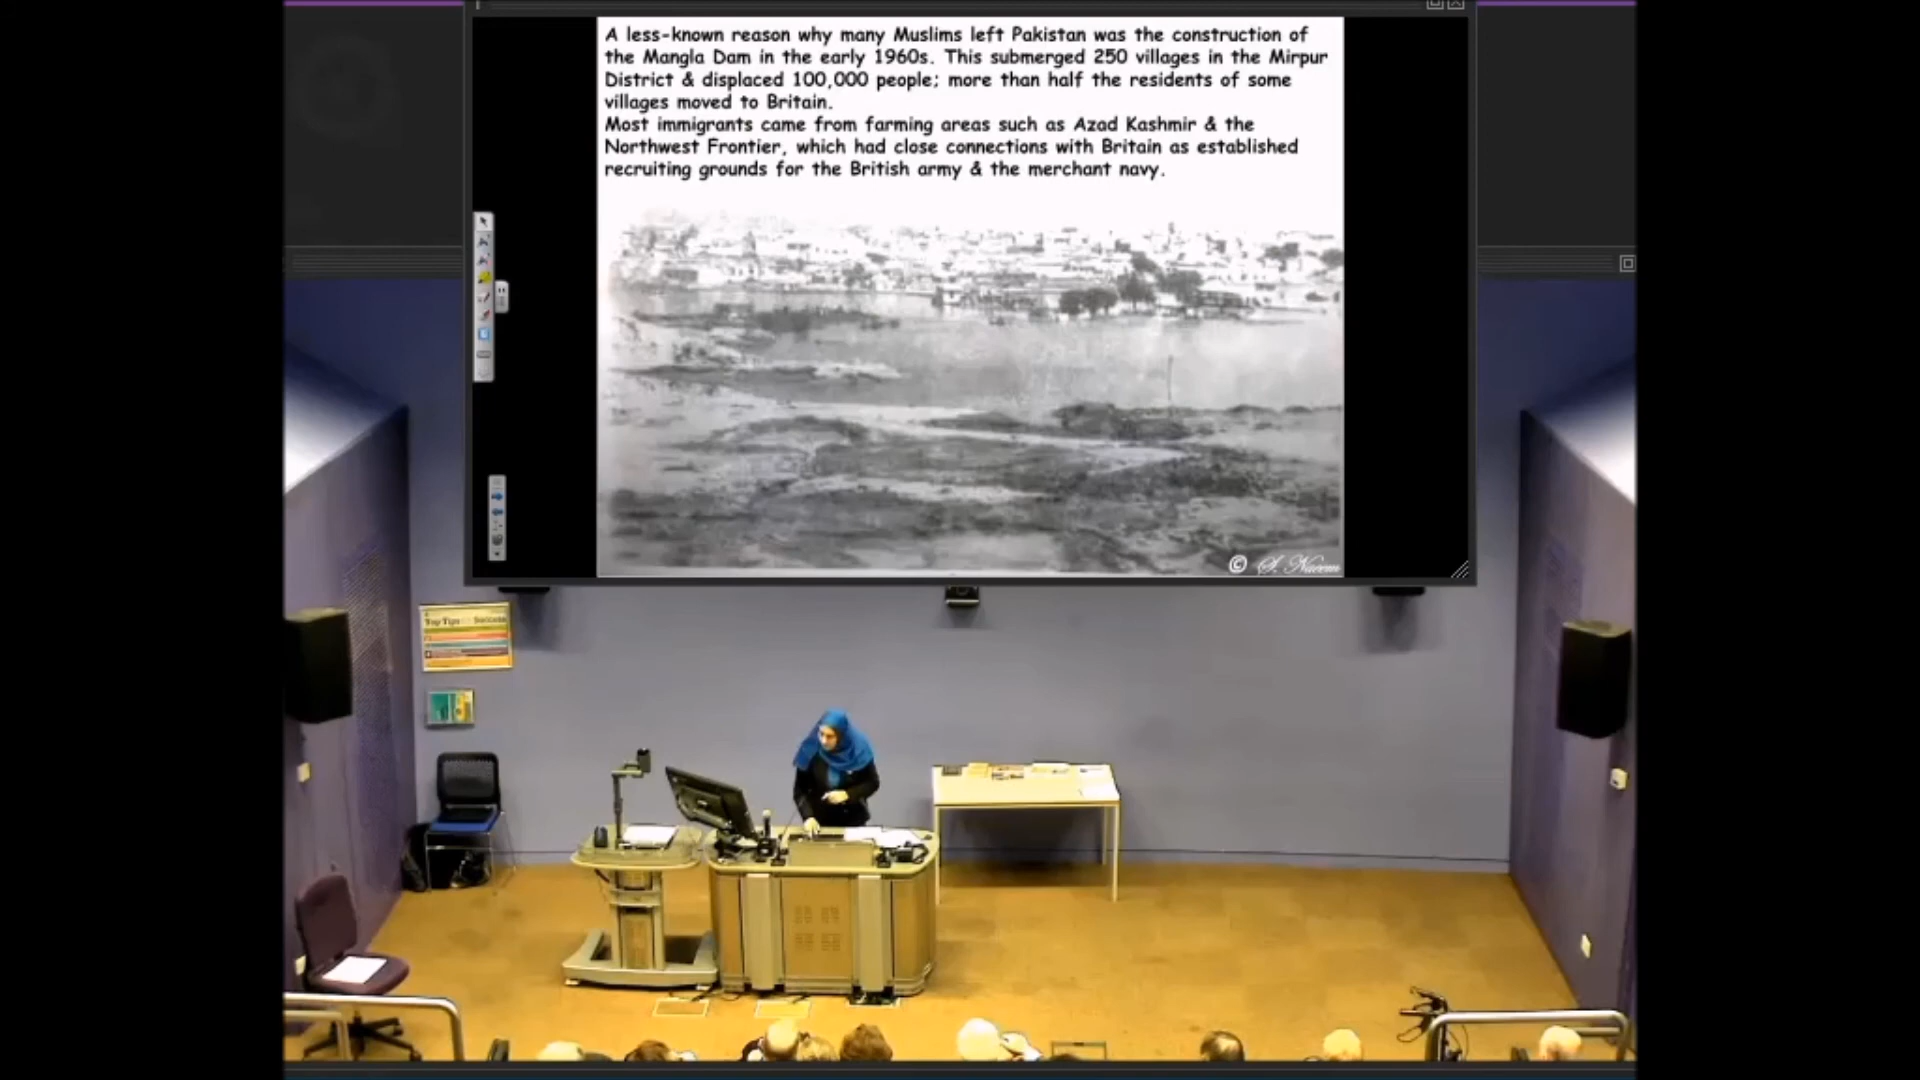 A less-known reason why many Muslims left Pakistan was the construction of
the Mangla Dam in the early 1960s. This submerged 250 villages in the Mirpur
District & displaced 100,000 people; more than half the residents of some
villages moved to Britain.
Most immigrants came from farming areas such as Azad Kashmir & the
Northwest Frontier, which had close connections with Britain as established
recruiting grounds for the British army & the merchant navy.
© S. Naeem
Top Tips Success